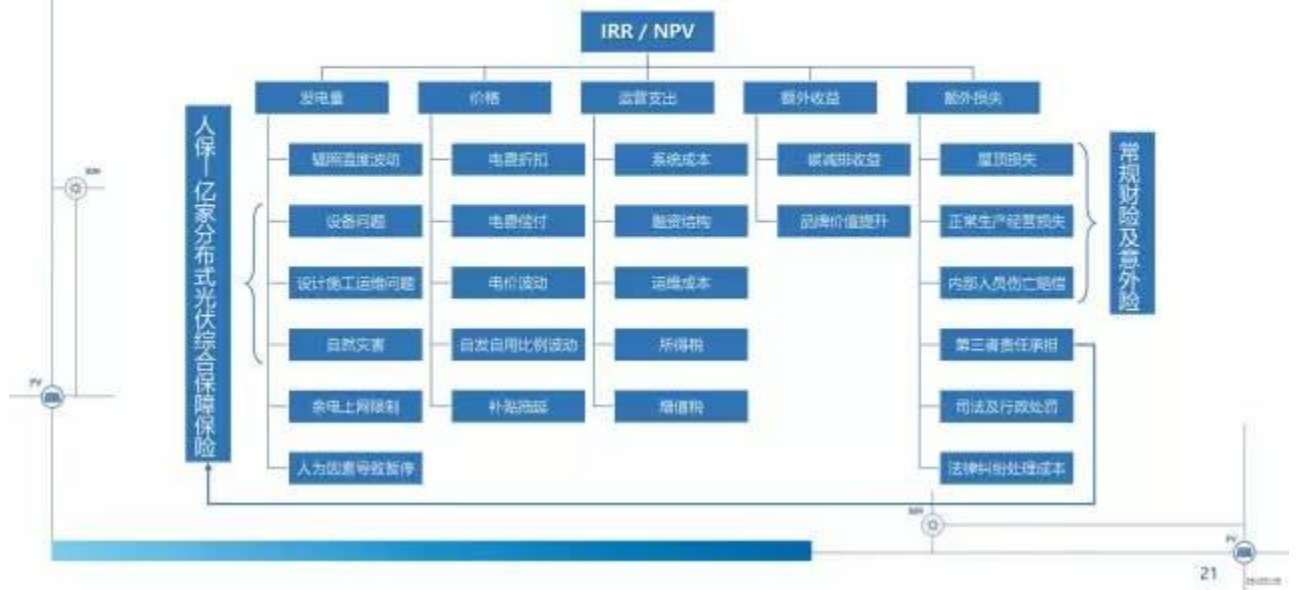 IRR / NPV
发电量
价格
运营支出
额外收益
额外损失
人保—亿家分布式光伏综合保障保险
辐照温度波动
设备问题
设计施工运维问题
自然灾害
余电上网限制
人为因素导致暂停
电费折扣
电费偿付
电价波动
自发自用比例波动
补贴拖延
系统成本
融资结构
运维成本
所得税
增值税
碳减排收益
品牌价值提升
屋顶损失
正常生产经营损失
内部人员伤亡赔偿
第三者责任承担
司法及行政处罚
法律纠纷处理成本
常规财险及意外险
PV
PV
21